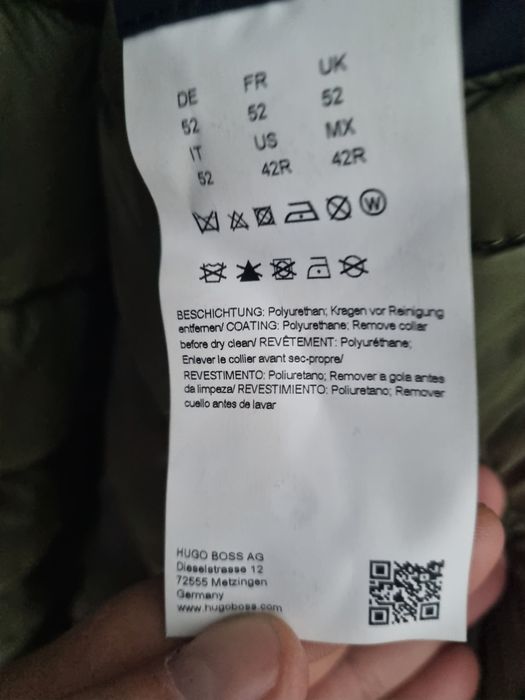 DE FR UK
52 52 52
IT US MX
52 42R 42R
W
BESCHICHTUNG: Polyurethan; Kragen vor Reinigung
entfernen/ COATING: Polyurethane; Remove collar
before dry clean/ REVÊTEMENT: Polyuréthane;
Enlever le collier avant sec-propre/
REVESTIMENTO: Poliuretano; Remover a gola antes
da limpeza/ REVESTIMIENTO: Poliuretano; Remover
cuello antes de lavar
HUGO BOSS AG
Dieselstrasse 12
72555 Metzingen
Germany
www.hugoboss.com